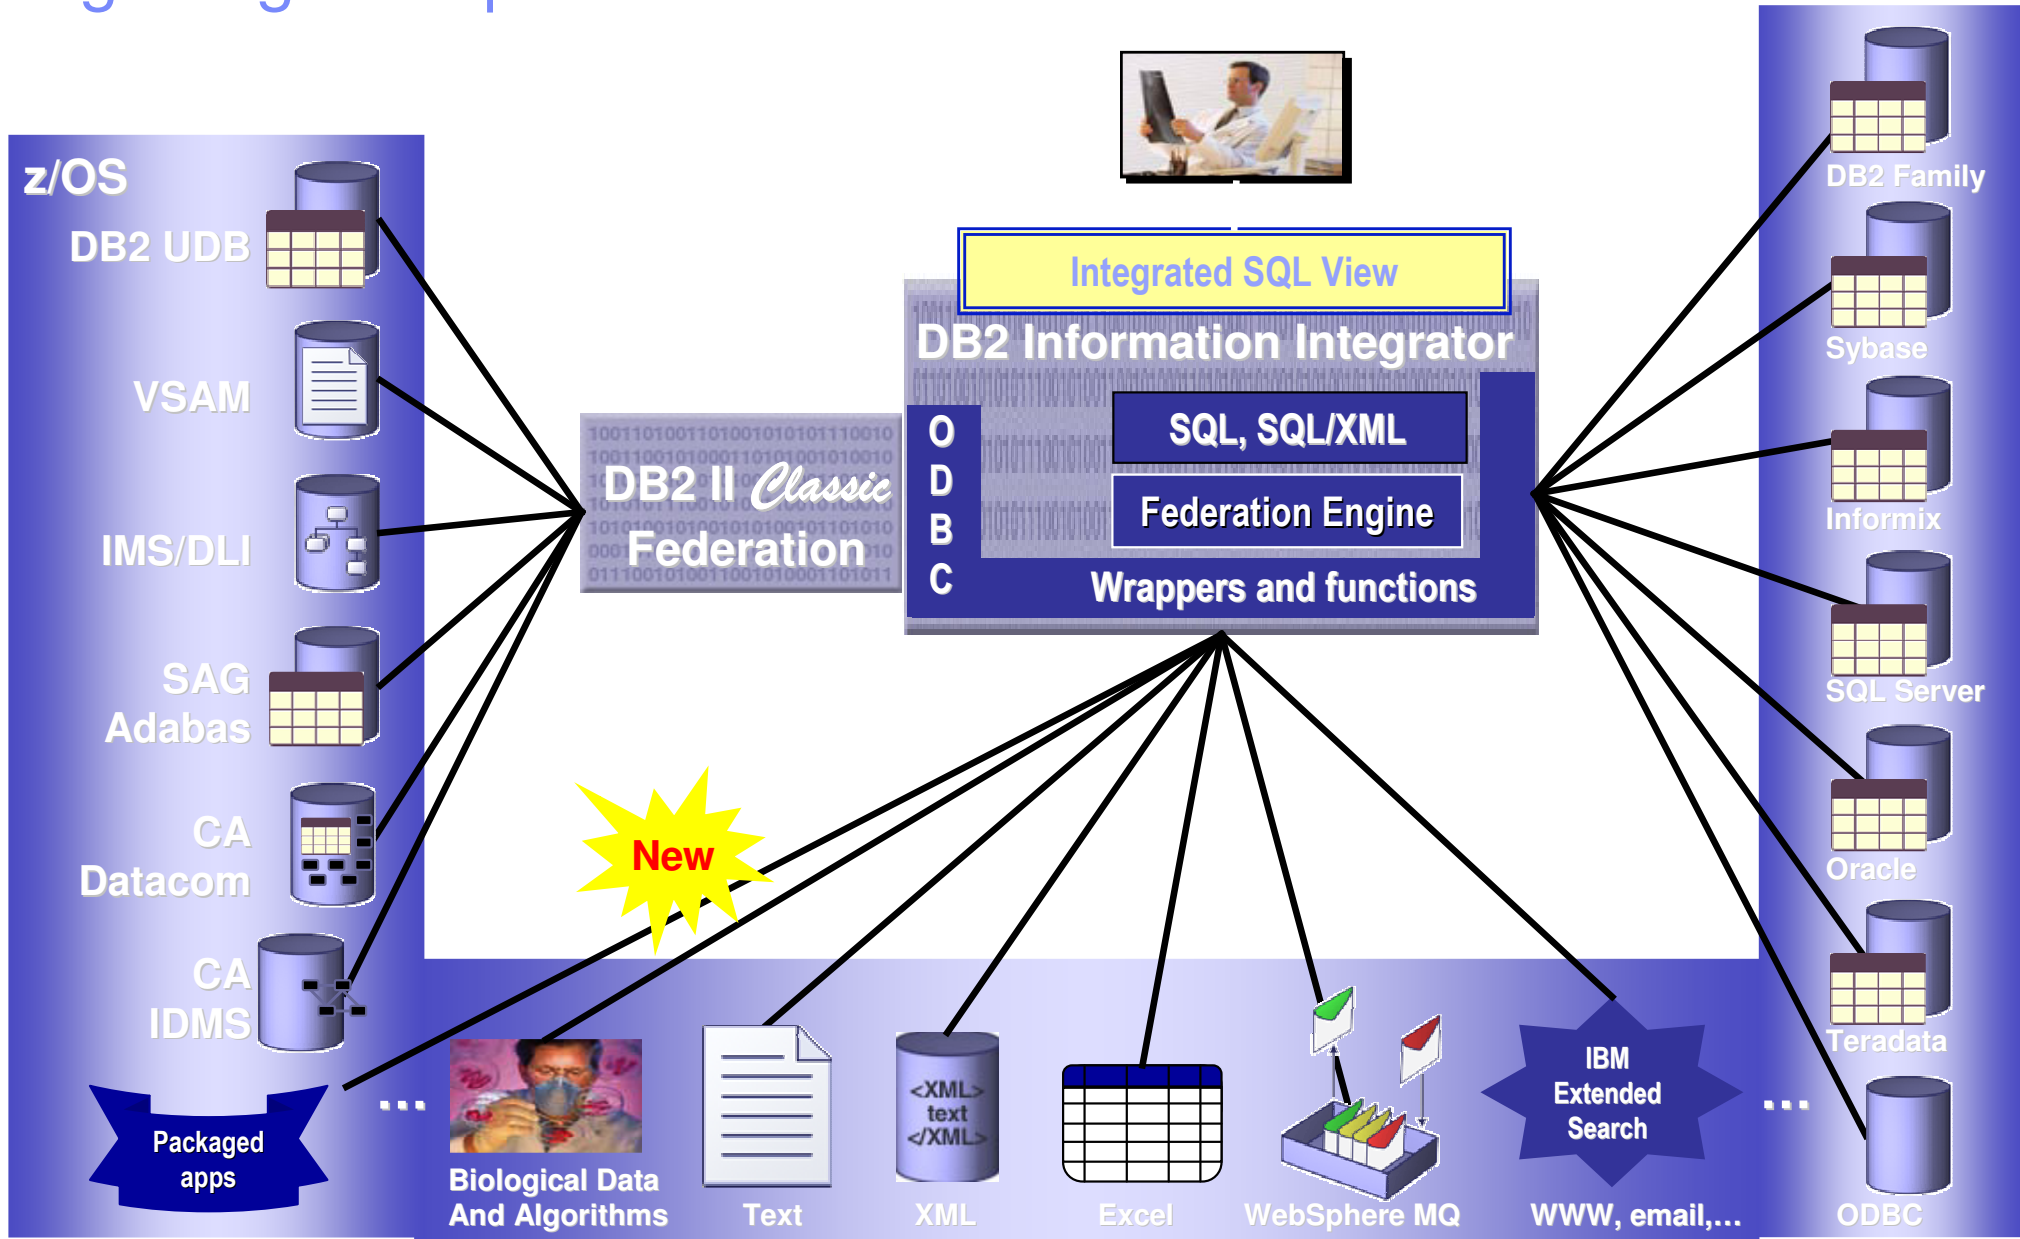 z/OS
DB2 UDB
VSAM
IMS/DLI
SAG
Adabas
CA
Datacom
CA
IDMS
Packaged
apps
...
DB2 II Classic
Federation
New
Integrated SQL View
DB2 Information Integrator
O
D
B
C
SQL, SQL/XML
Federation Engine
Wrappers and functions
Biological Data
And Algorithms
Text
<XML>
text
</XML>
XML
Excel
WebSphere MQ
IBM
Extended
Search
WWW, email,...
...
DB2 Family
Sybase
Informix
SQL Server
Oracle
Teradata
ODBC